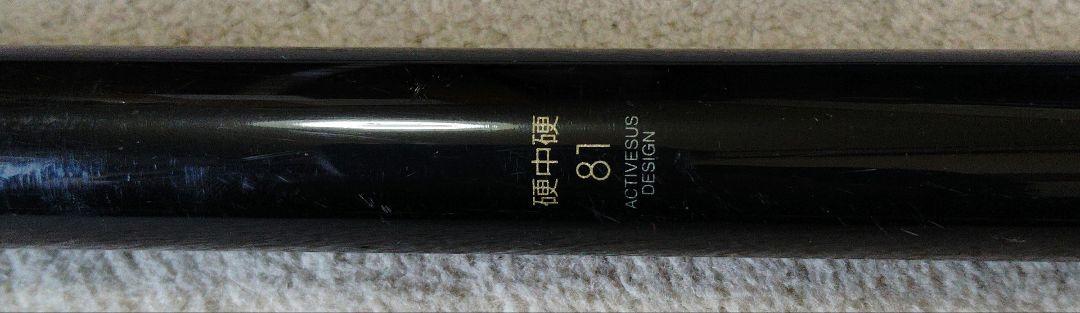 硬中硬
81
ACTIVESUS
DESIGN